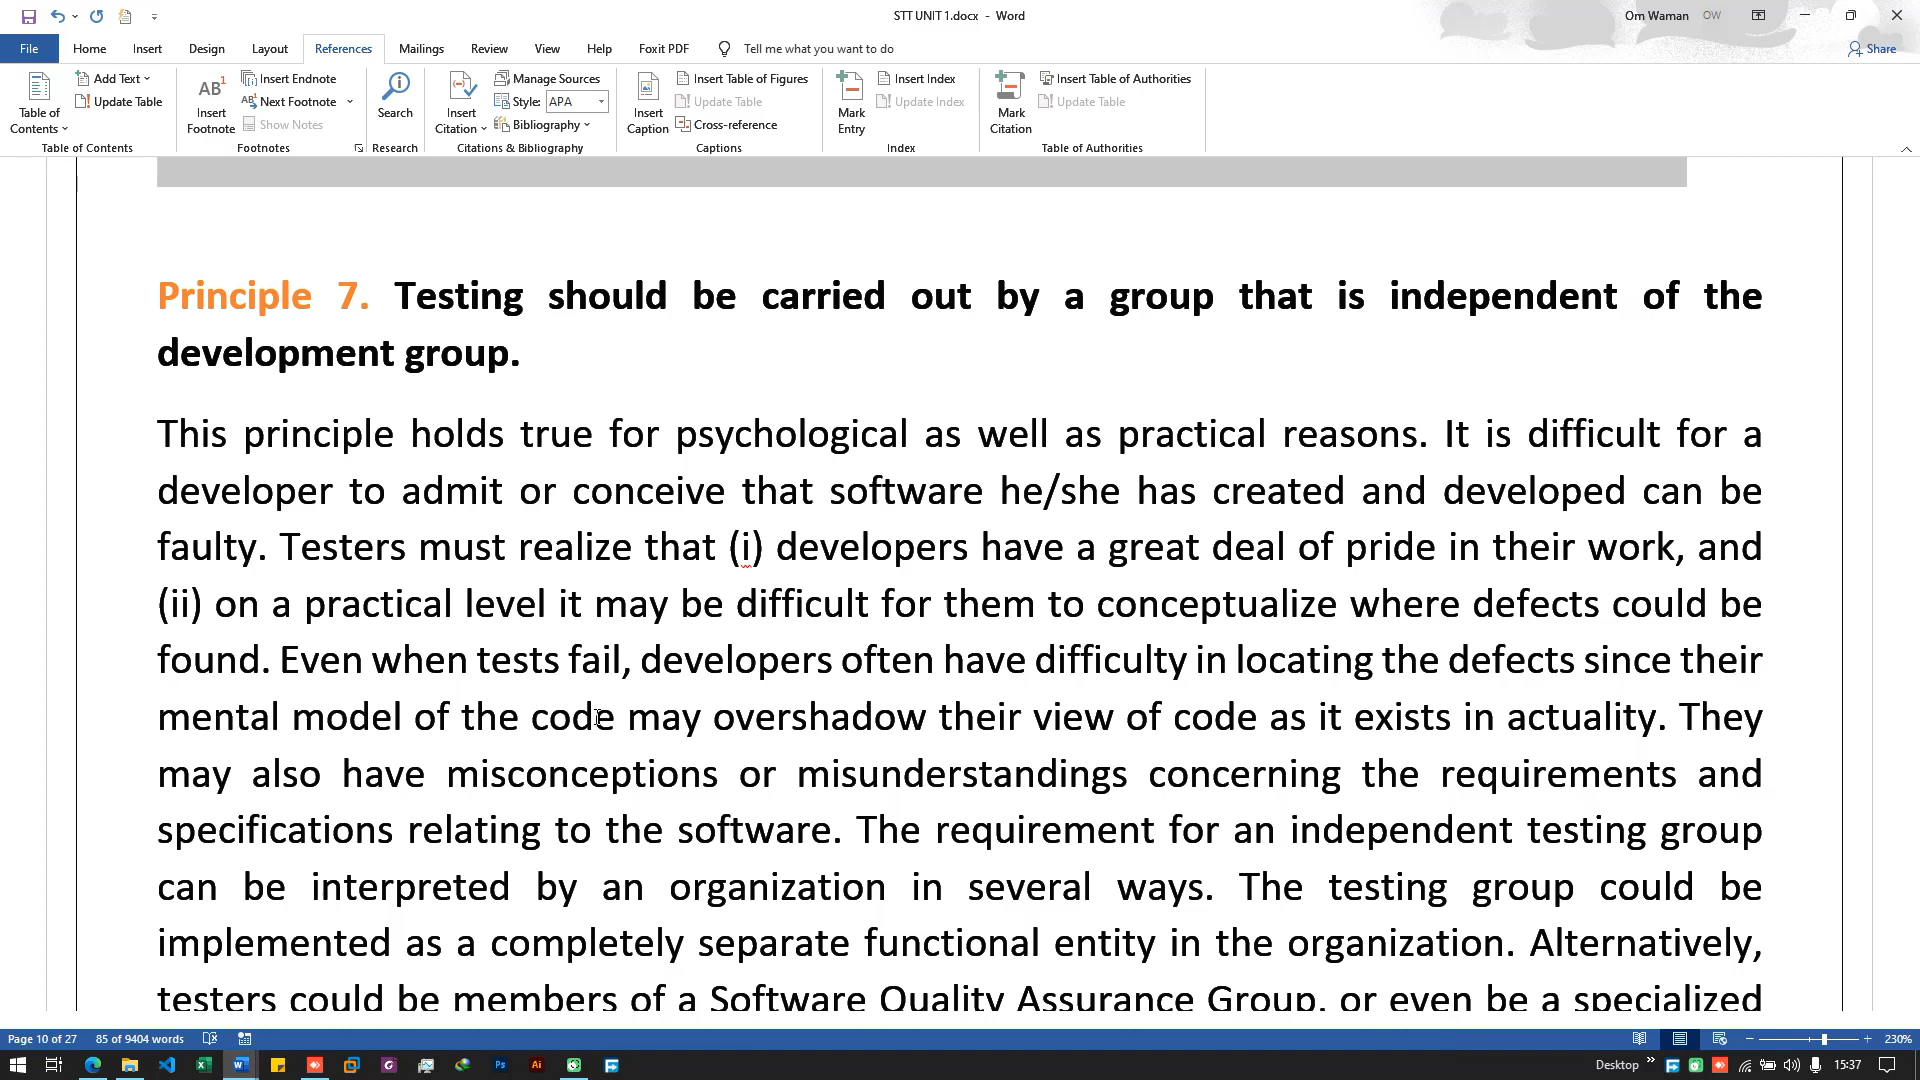 STT UNIT 1.docx - Word
Om Waman OW
File Home Insert Design Layout References Mailings Review View Help Foxit PDF Tell me what you want to do Share
Table of Contents
Add Text
Update Table
Table of Contents
AB1 Insert Footnote
Insert Endnote
Next Footnote
Show Notes
Footnotes
Search
Research
Insert Citation
Manage Sources
Style: APA
Bibliography
Citations & Bibliography
Insert Caption
Insert Table of Figures
Update Table
Cross-reference
Captions
Mark Entry
Insert Index
Update Index
Index
Mark Citation
Insert Table of Authorities
Update Table
Table of Authorities
Principle 7. Testing should be carried out by a group that is independent of the
development group.
This principle holds true for psychological as well as practical reasons. It is difficult for a
developer to admit or conceive that software he/she has created and developed can be
faulty. Testers must realize that (i) developers have a great deal of pride in their work, and
(ii) on a practical level it may be difficult for them to conceptualize where defects could be
found. Even when tests fail, developers often have difficulty in locating the defects since their
mental model of the code may overshadow their view of code as it exists in actuality. They
may also have misconceptions or misunderstandings concerning the requirements and
specifications relating to the software. The requirement for an independent testing group
can be interpreted by an organization in several ways. The testing group could be
implemented as a completely separate functional entity in the organization. Alternatively,
testers could be members of a Software Quality Assurance Group, or even be a specialized
Page 10 of 27 85 of 9404 words 230%
Desktop 15:37